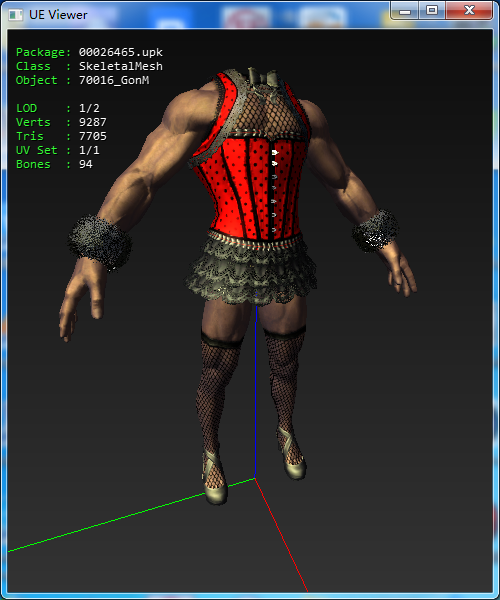 UE Viewer
Package: 00026465.upk
Class : SkeletalMesh
Object : 70016_GonM
LOD : 1/2
Verts : 9287
Tris : 7705
UV Set : 1/1
Bones : 94